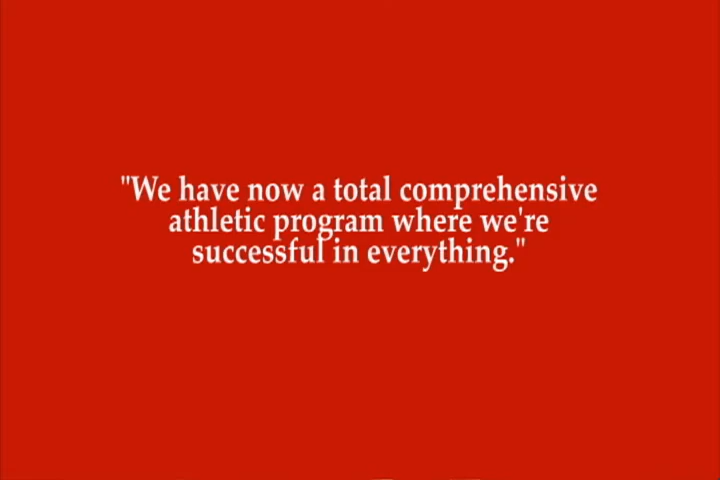 "We have now a total comprehensive
athletic program where we're
successful in everything."